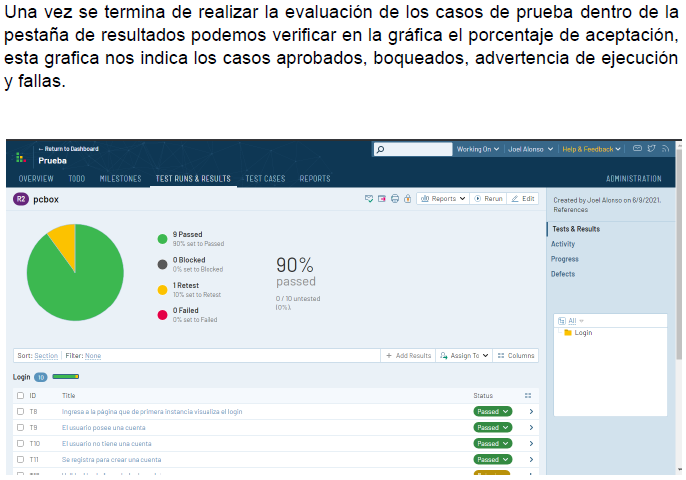 Una vez se termina de realizar la evaluación de los casos de prueba dentro de la
pestaña de resultados podemos verificar en la gráfica el porcentaje de aceptación,
esta grafica nos indica los casos aprobados, boqueados, advertencia de ejecución
y fallas.
← Return to Dashboard
Prueba
Working On Joel Alonso Help & Feedback
OVERVIEW TODO MILESTONES TEST RUNS & RESULTS TEST CASES REPORTS ADMINISTRATION
R2 pcbox
Reports Rerun Edit
Created by Joel Alonso on 6/9/2021.
References
Tests & Results
Activity
Progress
Defects
All
Login
9 Passed
90% set to Passed
0 Blocked
0% set to Blocked
1 Retest
10% set to Retest
0 Failed
0% set to Failed
90%
passed
0 / 10 untested
(0%).
Sort: Section Filter: None + Add Results Assign To Columns
Login 10
ID Title Status
T8 Ingresa a la página que de primera instancia visualiza el login Passed
T9 El usuario posee una cuenta Passed
T10 El usuario no tiene una cuenta Passed
T11 Se registra para crear una cuenta Passed